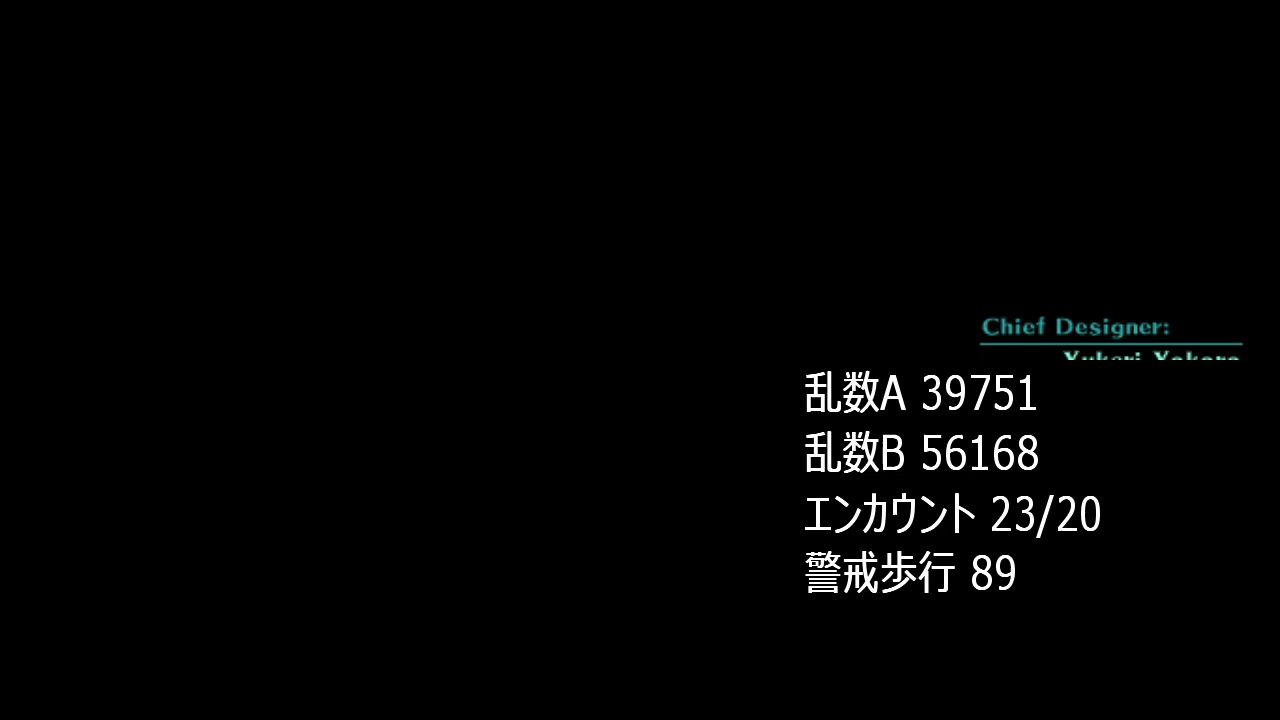 Chief Designer:
乱数A 39751
乱数B 56168
エンカウント 23/20
警戒歩行 89